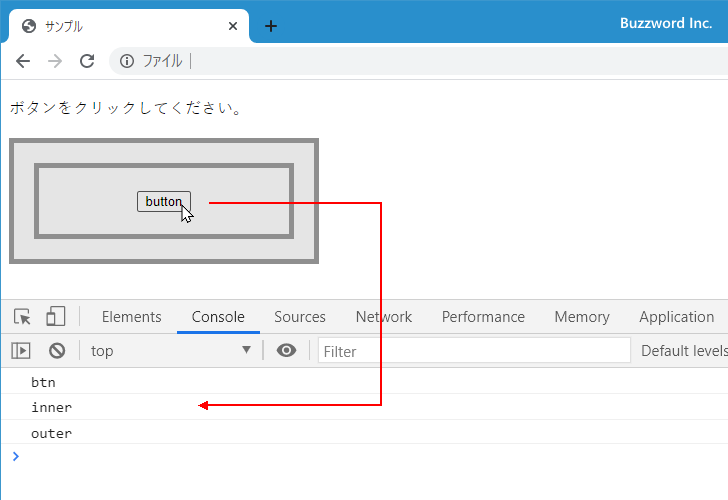 サンプル
Buzzword Inc.
ファイル
ボタンをクリックしてください。
button
Elements Console Sources Network Performance Memory Application
top Filter Default levels
btn
inner
outer